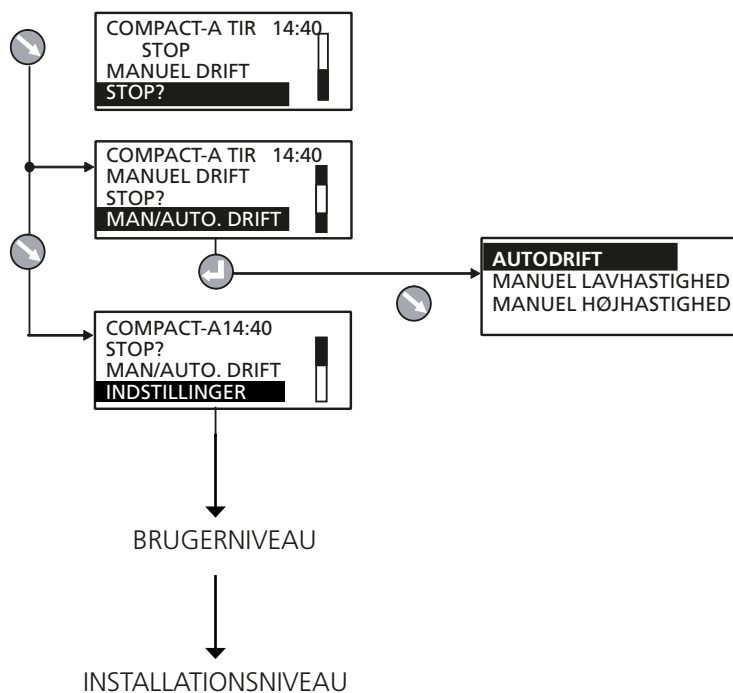 COMPACT-A TIR 14:40
STOP
MANUEL DRIFT
STOP?
COMPACT-A TIR 14:40
MANUEL DRIFT
STOP?
MAN/AUTO. DRIFT
AUTODRIFT
MANUEL LAVHASTIGHED
MANUEL HØJHASTIGHED
COMPACT-A14:40
STOP?
MAN/AUTO. DRIFT
INDSTILLINGER
BRUGERNIVEAU
INSTALLATIONSNIVEAU